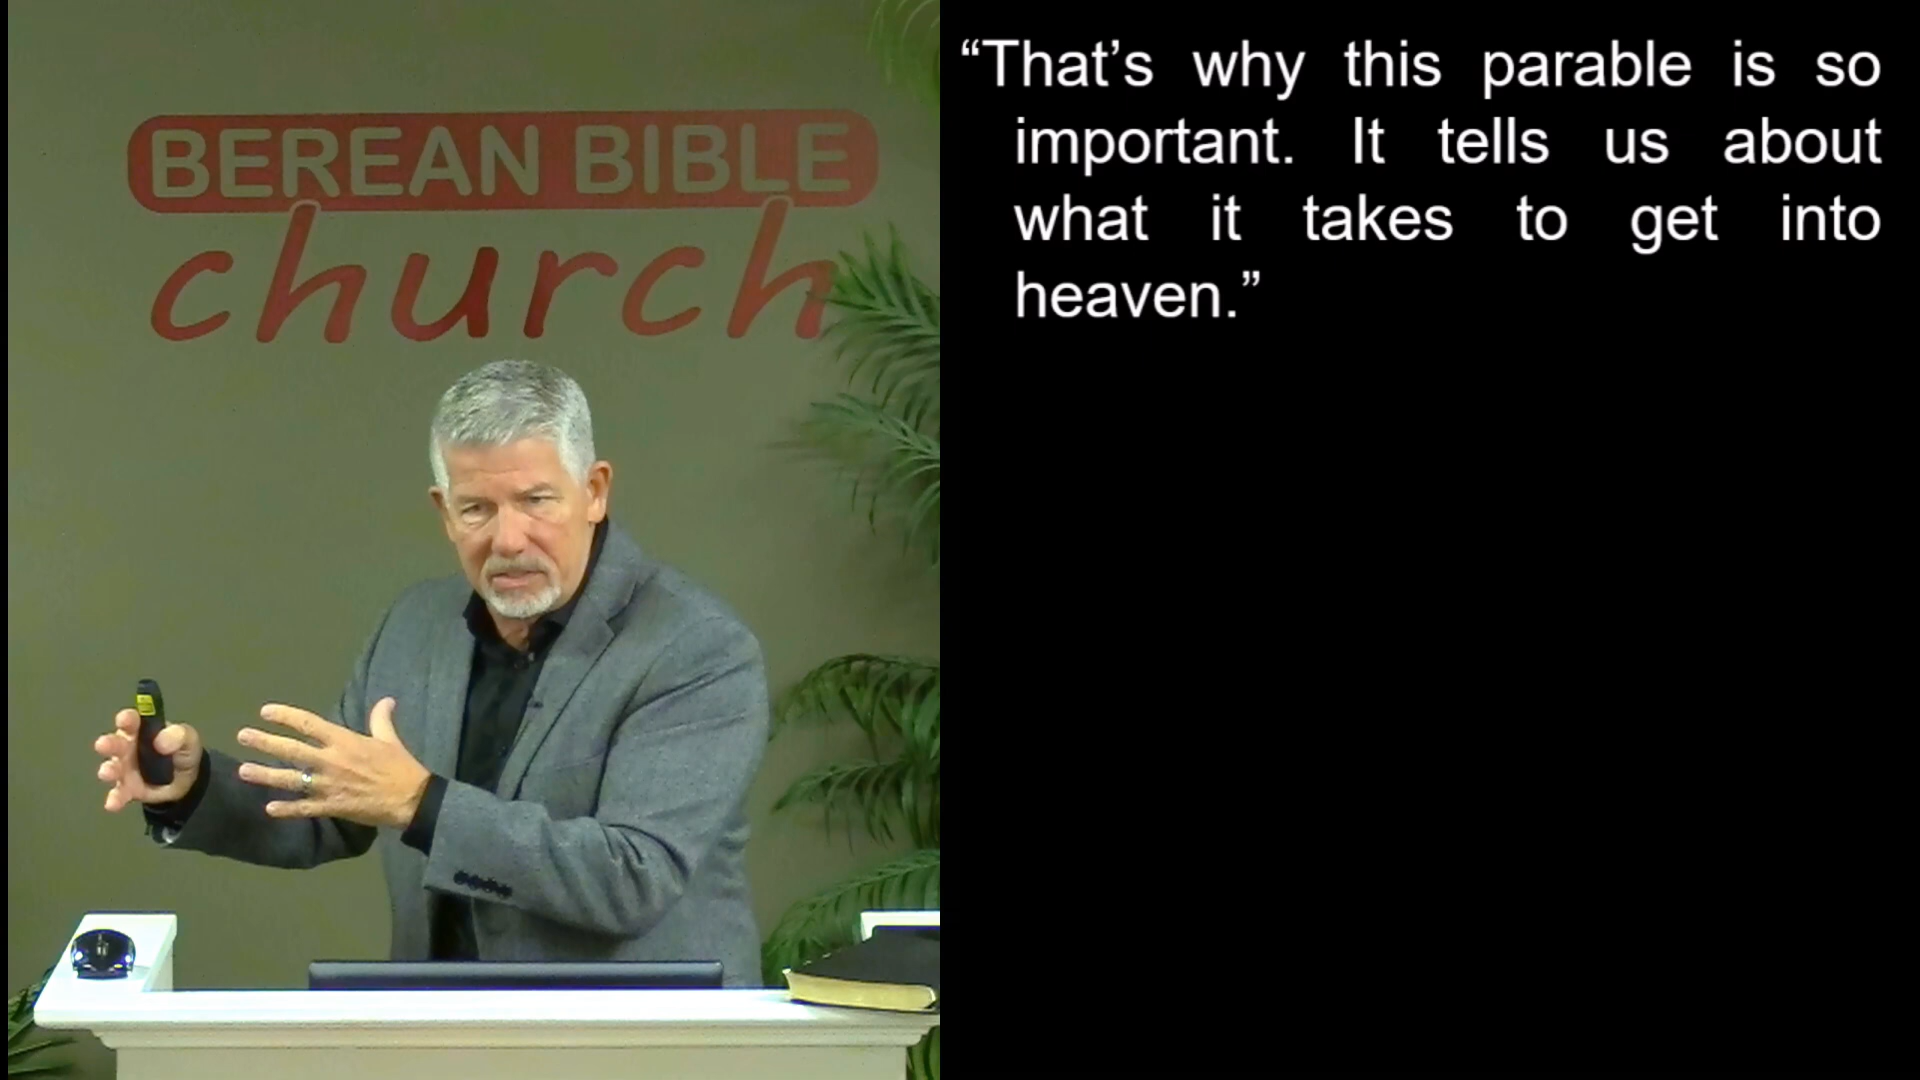 BEREAN BIBLE
church
“That’s why this parable is so
important. It tells us about
what it takes to get into
heaven.”